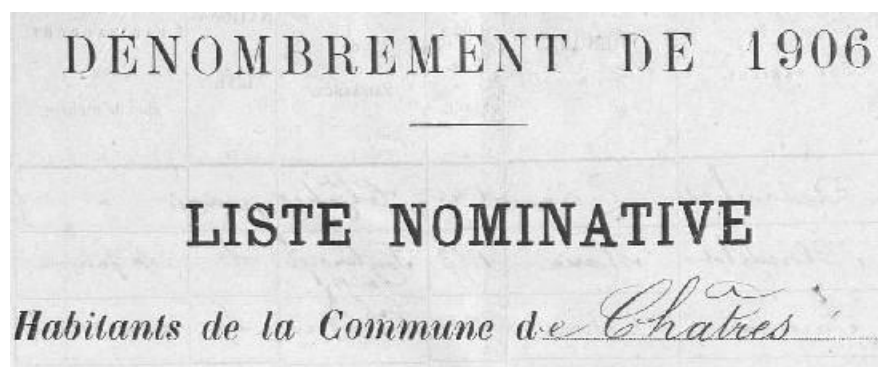 DÉNOMBREMENT DE 1906
LISTE NOMINATIVE
Habitants de la Commune de Châtres